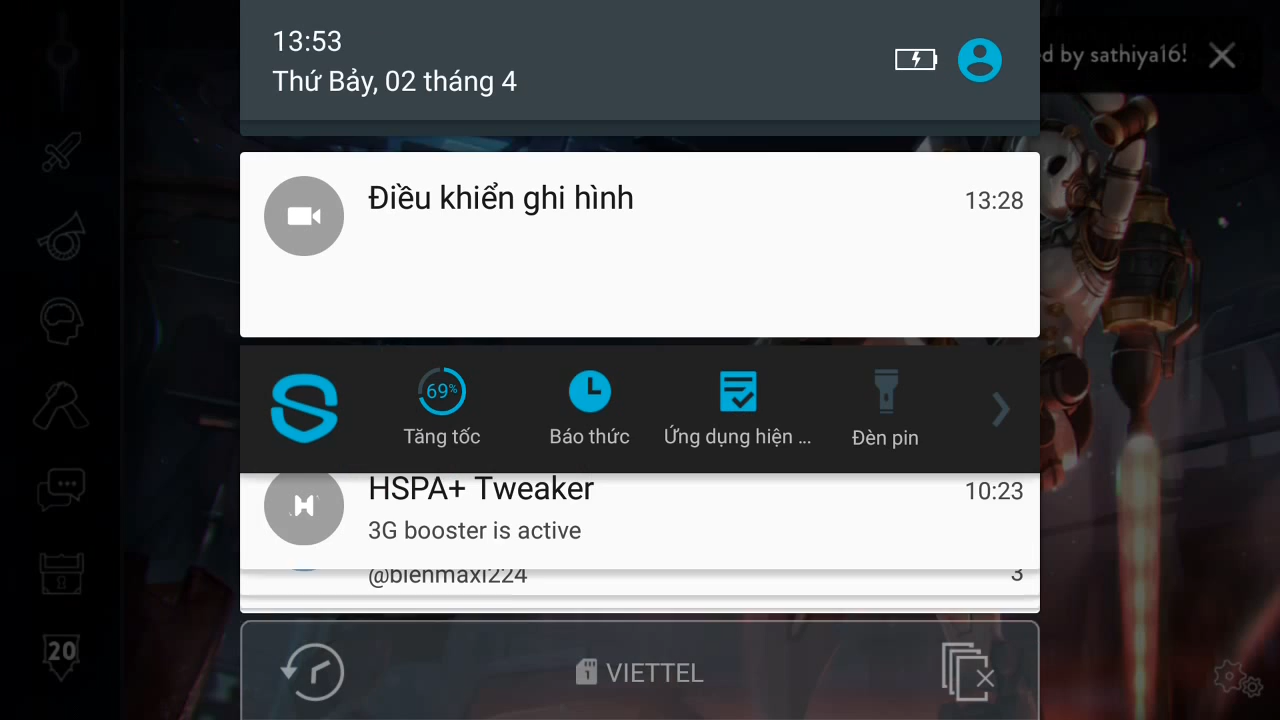 13:53
Thứ Bảy, 02 tháng 4
d by sathiya16!
Điều khiển ghi hình
13:28
69%
Tăng tốc
Báo thức
Ứng dụng hiện ...
Đèn pin
HSPA+ Tweaker
10:23
3G booster is active
@bienmaxi224
3
20
1 VIETTEL